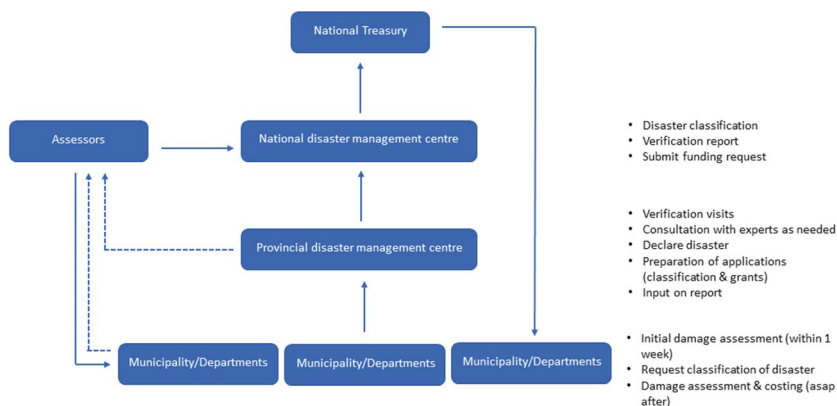 National Treasury
Assessors
National disaster management centre
• Disaster classification
• Verification report
• Submit funding request
Provincial disaster management centre
• Verification visits
• Consultation with experts as needed
• Declare disaster
• Preparation of applications
(classification & grants)
• Input on report
Municipality/Departments
Municipality/Departments
Municipality/Departments
• Initial damage assessment (within 1
week)
• Request classification of disaster
• Damage assessment & costing (asap
after)